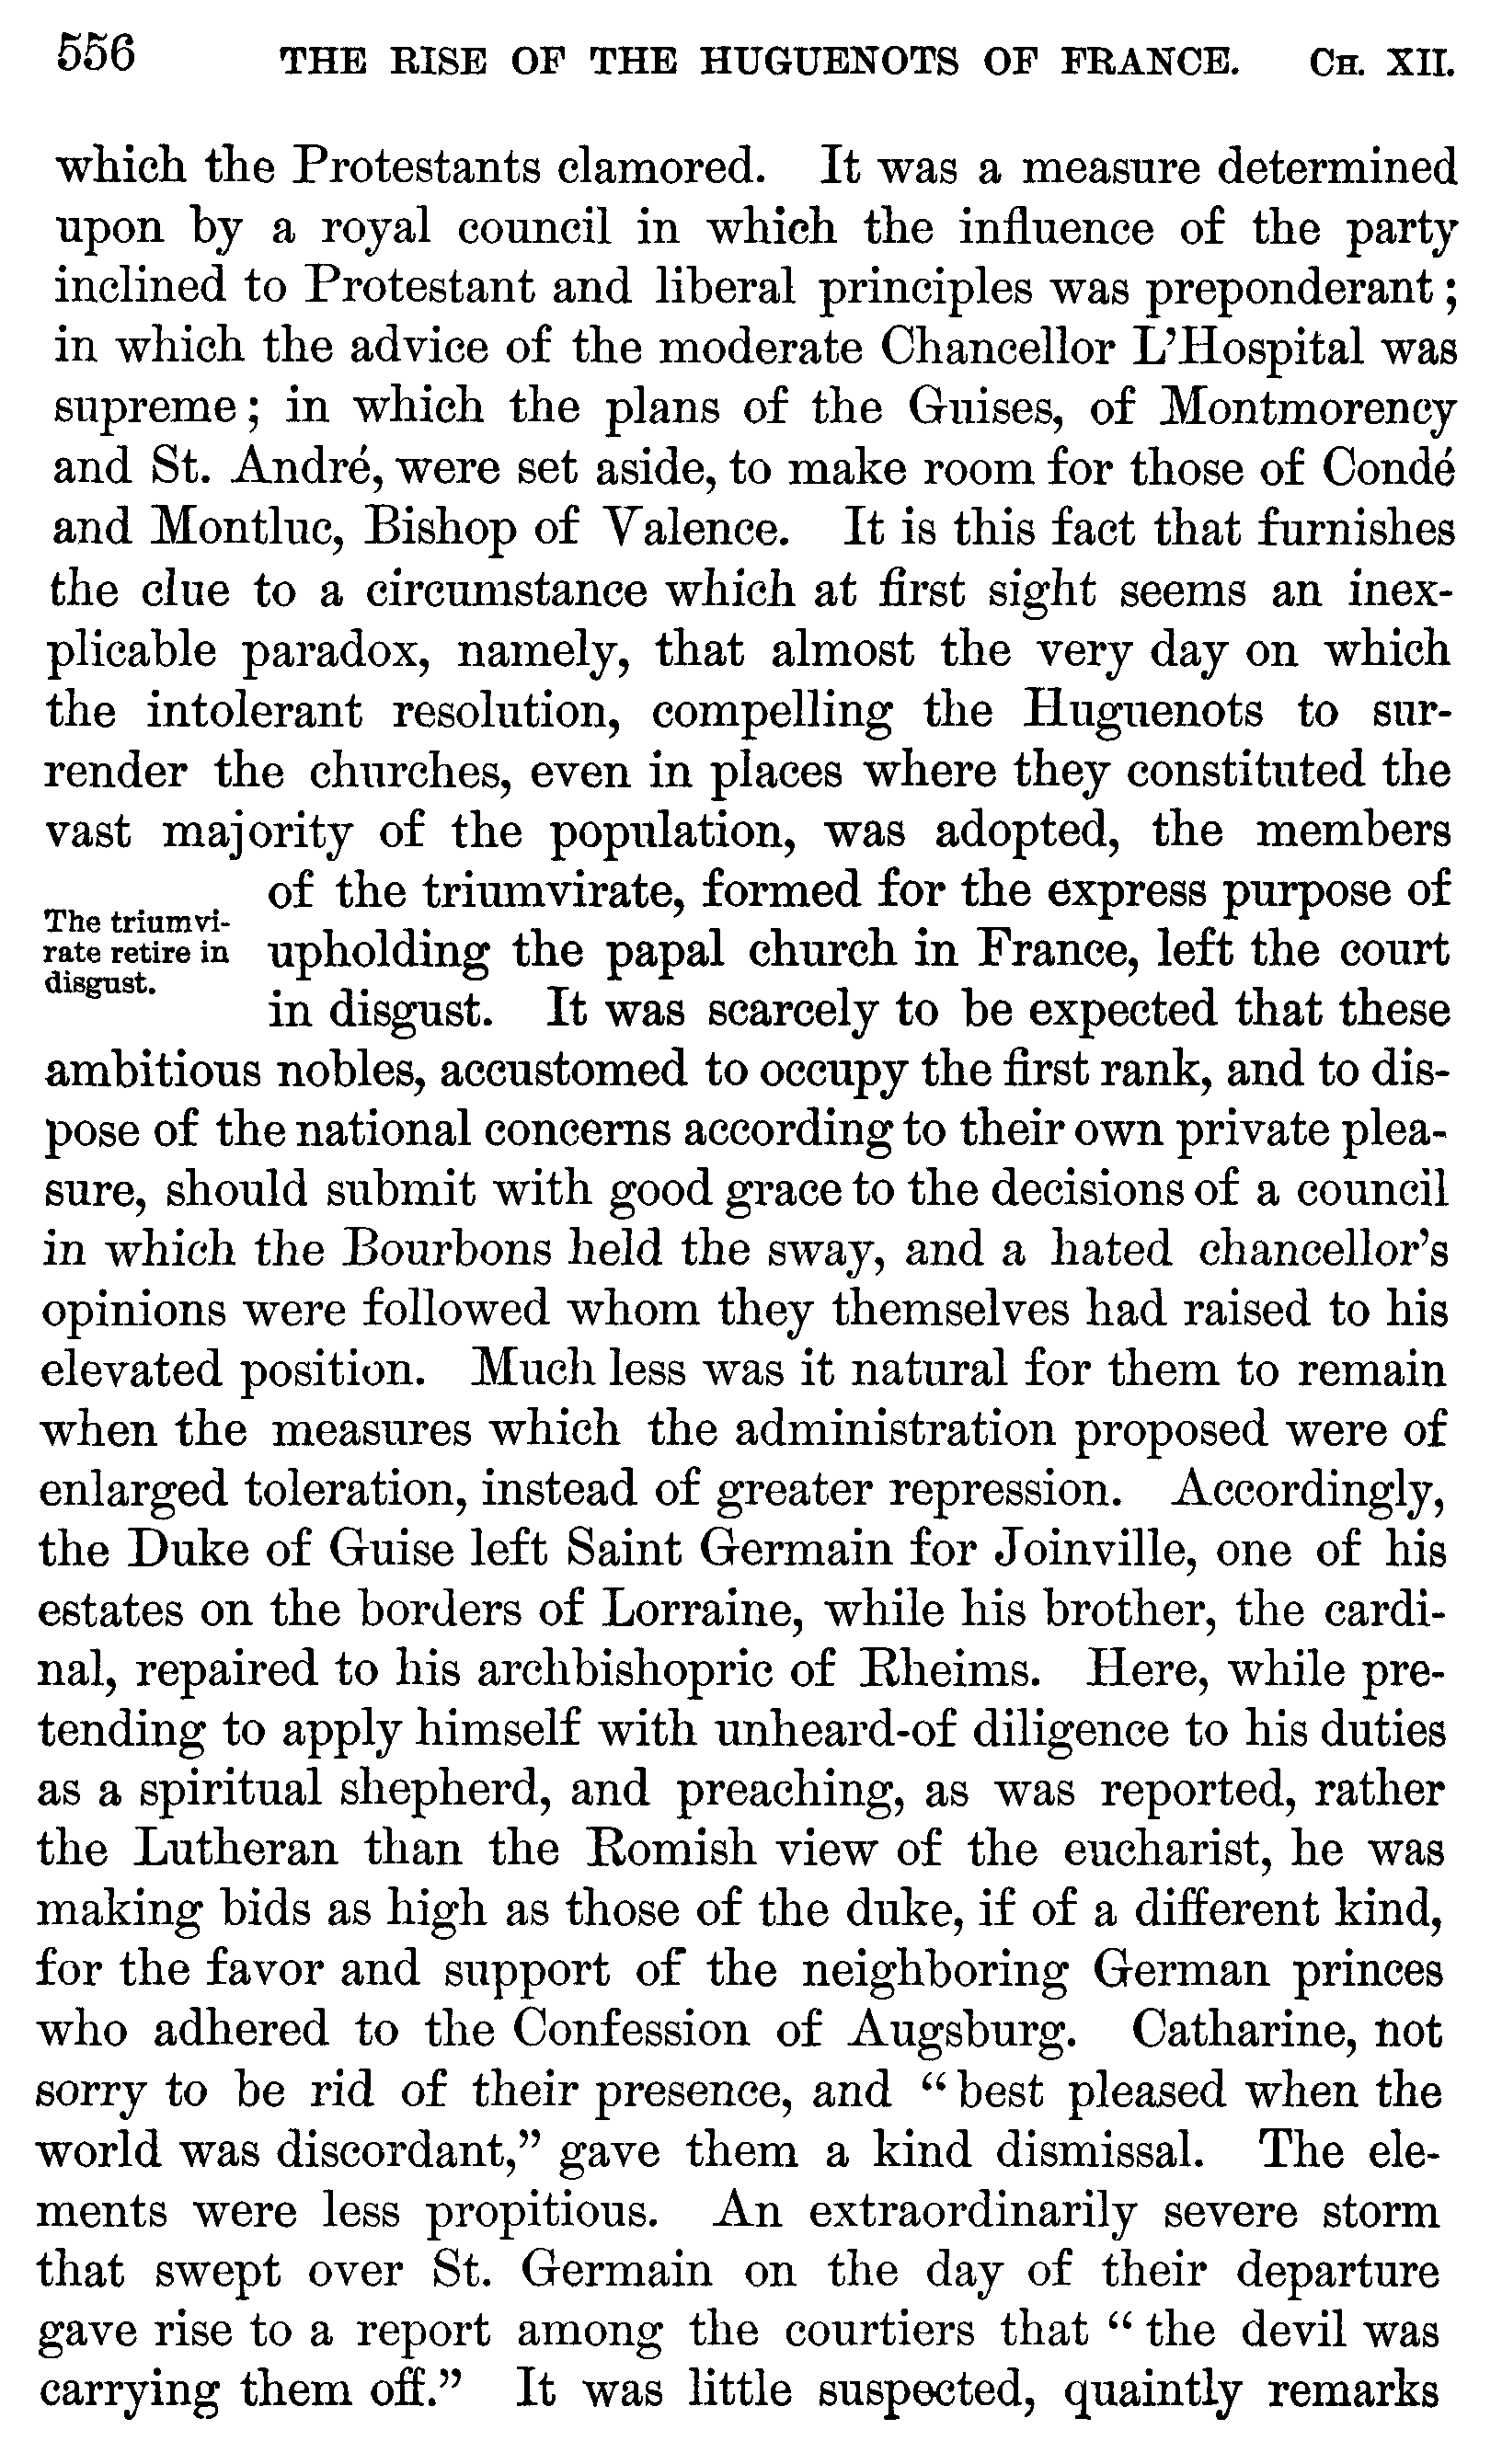 556 THE RISE OF THE HUGUENOTS OF FRANCE. CH. XII.
which the Protestants clamored. It was a measure determined
upon by a royal council in which the influence of the party
inclined to Protestant and liberal principles was preponderant;
in which the advice of the moderate Chancellor L'Hospital was
supreme; in which the plans of the Guises, of Montmorency
and St. André, were set aside, to make room for those of Condé
and Montluc, Bishop of Valence. It is this fact that furnishes
the clue to a circumstance which at first sight seems an inex-
plicable paradox, namely, that almost the very day on which
the intolerant resolution, compelling the Huguenots to sur-
render the churches, even in places where they constituted the
vast majority of the population, was adopted, the members
The triumvi-
rate retire in
disgust.
of the triumvirate, formed for the express purpose of
upholding the papal church in France, left the court
in disgust. It was scarcely to be expected that these
ambitious nobles, accustomed to occupy the first rank, and to dis-
pose of the national concerns according to their own private plea-
sure, should submit with good grace to the decisions of a council
in which the Bourbons held the sway, and a hated chancellor's
opinions were followed whom they themselves had raised to his
elevated position. Much less was it natural for them to remain
when the measures which the administration proposed were of
enlarged toleration, instead of greater repression. Accordingly,
the Duke of Guise left Saint Germain for Joinville, one of his
estates on the borders of Lorraine, while his brother, the cardi-
nal, repaired to his archbishopric of Rheims. Here, while pre-
tending to apply himself with unheard-of diligence to his duties
as a spiritual shepherd, and preaching, as was reported, rather
the Lutheran than the Romish view of the eucharist, he was
making bids as high as those of the duke, if of a different kind,
for the favor and support of the neighboring German princes
who adhered to the Confession of Augsburg. Catharine, not
sorry to be rid of their presence, and "best pleased when the
world was discordant," gave them a kind dismissal. The ele-
ments were less propitious. An extraordinarily severe storm
that swept over St. Germain on the day of their departure
gave rise to a report among the courtiers that "the devil was
carrying them off." It was little suspected, quaintly remarks